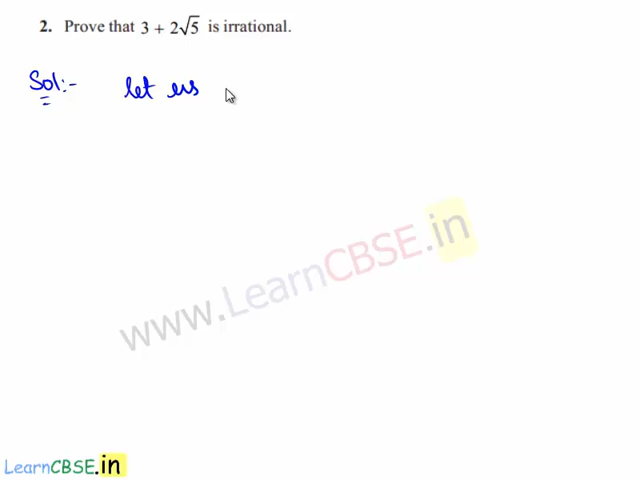 2. Prove that 3 + 2√5 is irrational.
Sol:- let us
www.LearnCBSE.in
LearnCBSE.in